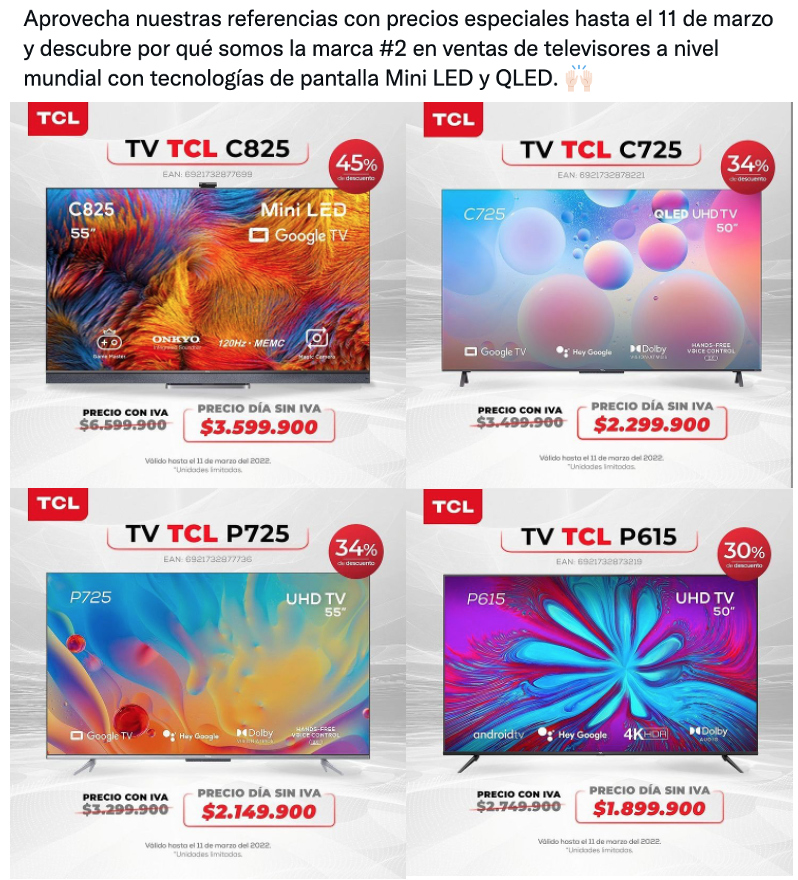 Aprovecha nuestras referencias con precios especiales hasta el 11 de marzo
y descubre por qué somos la marca #2 en ventas de televisores a nivel
mundial con tecnologías de pantalla Mini LED y QLED. 🙌🏻
TCL
TV TCL C825
EAN: 6921732877699
45%
de descuento
C825
55"
Mini LED
Google TV
Game Master
ONKYO
120Hz • MEMC
Magic Camera
PRECIO CON IVA
$6.599.900
PRECIO DÍA SIN IVA
$3.599.900
Válido hasta el 11 de marzo del 2022.
*Unidades limitadas.
TCL
TV TCL C725
EAN: 6921732878221
34%
de descuento
C725
QLED UHD TV
50"
Google TV
Hey Google
Dolby
HANDS-FREE
VOICE CONTROL
PRECIO CON IVA
$3.499.900
PRECIO DÍA SIN IVA
$2.299.900
Válido hasta el 11 de marzo del 2022.
*Unidades limitadas.
TCL
TV TCL P725
EAN: 6921732877736
34%
de descuento
P725
UHD TV
55"
Google TV
Hey Google
Dolby
HANDS-FREE
VOICE CONTROL
PRECIO CON IVA
$3.299.900
PRECIO DÍA SIN IVA
$2.149.900
Válido hasta el 11 de marzo del 2022.
*Unidades limitadas.
TCL
TV TCL P615
EAN: 6921732873219
30%
de descuento
P615
UHD TV
50"
androidtv
Hey Google
4K HDR
Dolby
AUDIO
PRECIO CON IVA
$2.749.900
PRECIO DÍA SIN IVA
$1.899.900
Válido hasta el 11 de marzo del 2022.
*Unidades limitadas.